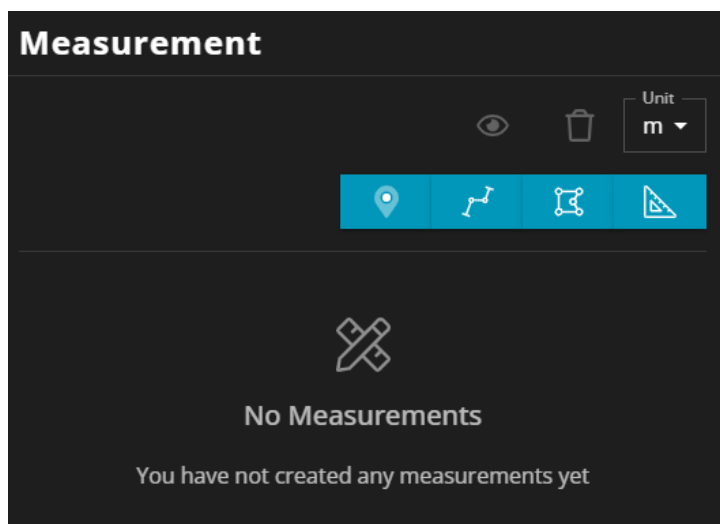 Measurement
Unit
m
No Measurements
You have not created any measurements yet